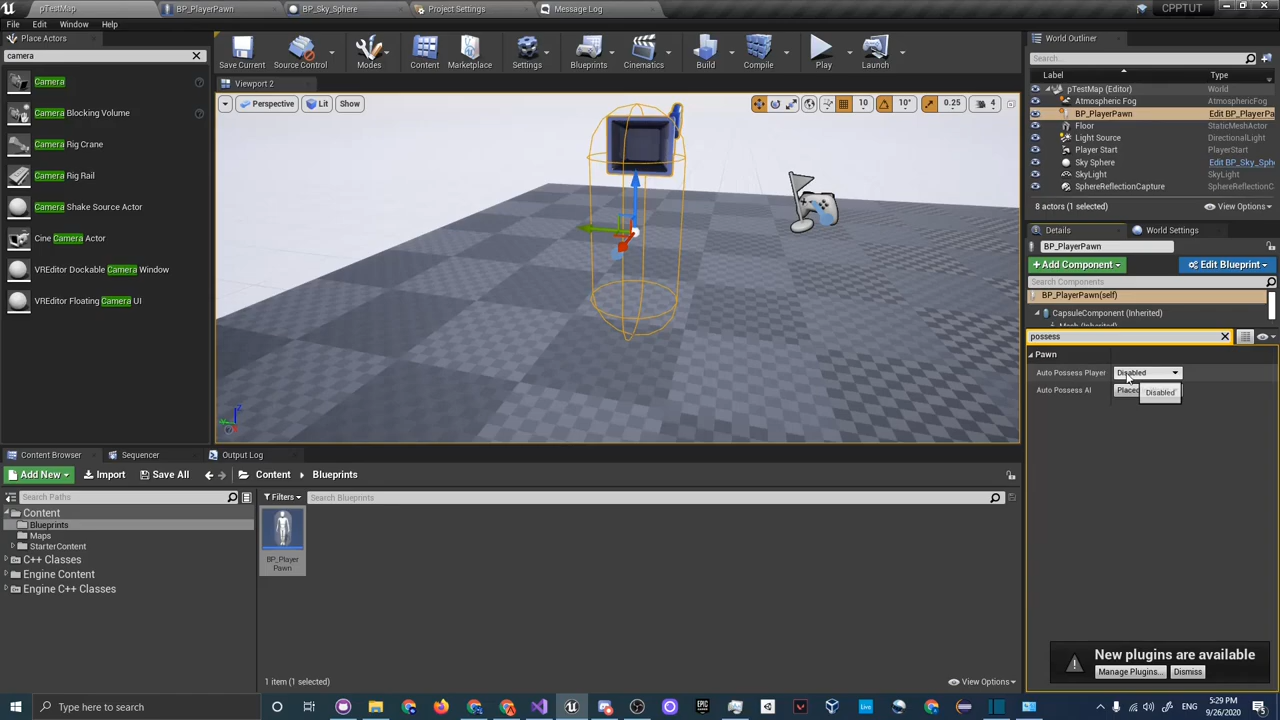 pTestMap
BP_PlayerPawn
BP_Sky_Sphere
Project Settings
Message Log
CPPTUT
File Edit Window Help
Place Actors
camera
Camera
Camera Blocking Volume
Camera Rig Crane
Camera Rig Rail
Camera Shake Source Actor
Cine Camera Actor
VREditor Dockable Camera Window
VREditor Floating Camera UI
Save Current
Source Control
Modes
Content
Marketplace
Settings
Blueprints
Cinematics
Build
Compile
Play
Launch
Viewport 2
Perspective
Lit
Show
10
10°
0.25
4
World Outliner
Search...
Label Type
pTestMap (Editor) World
Atmospheric Fog AtmosphericFog
BP_PlayerPawn Edit BP_PlayerPa
Floor StaticMeshActor
Light Source DirectionalLight
Player Start PlayerStart
Sky Sphere Edit BP_Sky_Sph
SkyLight SkyLight
SphereReflectionCapture SphereReflectionC
8 actors (1 selected)
View Options
Details
World Settings
BP_PlayerPawn
+Add Component
Edit Blueprint
Search Components
BP_PlayerPawn(self)
CapsuleComponent (Inherited)
Mesh (Inherited)
possess
Pawn
Auto Possess Player Disabled
Auto Possess AI Placed
Disabled
Content Browser
Sequencer
Output Log
Add New
Import
Save All
Content
Blueprints
Search Paths
Filters
Search Blueprints
Content
Blueprints
Maps
StarterContent
C++ Classes
Engine Content
Engine C++ Classes
BP_Player
Pawn
1 item (1 selected)
View Options
New plugins are available
Manage Plugins...
Dismiss
Type here to search
5:29 PM
9/26/2020